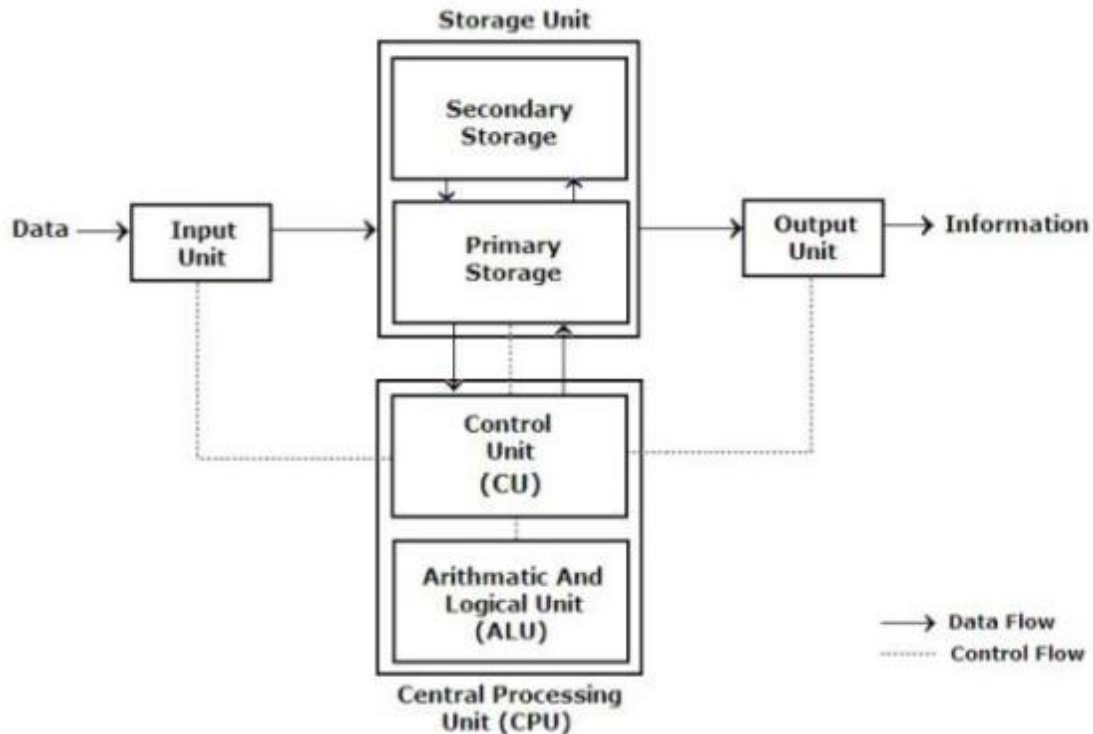 Storage Unit
Secondary
Storage
Data
Input
Unit
Primary
Storage
Output
Unit
Information
Control
Unit
(CU)
Arithmatic And
Logical Unit
(ALU)
Data Flow
Control Flow
Central Processing
Unit (CPU)